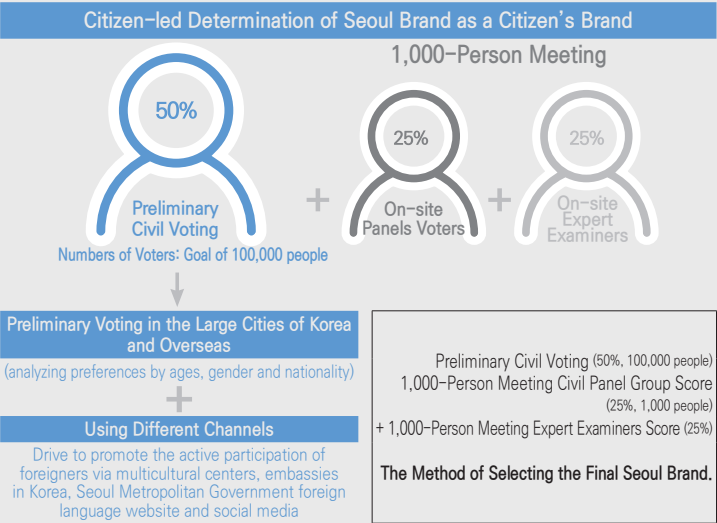 Citizen-led Determination of Seoul Brand as a Citizen's Brand
1,000-Person Meeting
50%
Preliminary
Civil Voting
Numbers of Voters: Goal of 100,000 people
+
25%
On-site
Panels Voters
+
25%
On-site
Expert
Examiners
Preliminary Voting in the Large Cities of Korea
and Overseas
(analyzing preferences by ages, gender and nationality)
+
Using Different Channels
Drive to promote the active participation of
foreigners via multicultural centers, embassies
in Korea, Seoul Metropolitan Government foreign
language website and social media
Preliminary Civil Voting (50%, 100,000 people)
1,000-Person Meeting Civil Panel Group Score
(25%, 1,000 people)
+ 1,000-Person Meeting Expert Examiners Score (25%)
The Method of Selecting the Final Seoul Brand.